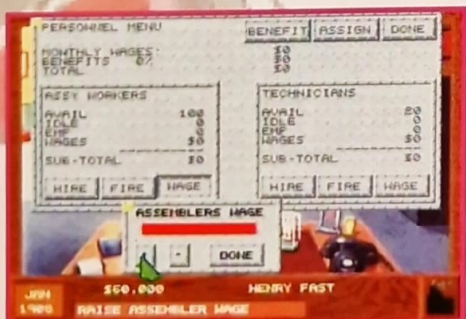 PERSONNEL MENU
BENEFIT ASSIGN DONE
MONTHLY WAGES: $0
BENEFITS 0% $0
TOTAL $0
ASSY WORKERS
AVAIL 100
IDLE 0
EMP 0
WAGES $0
SUB-TOTAL $0
HIRE FIRE WAGE
TECHNICIANS
AVAIL 20
IDLE 0
EMP 0
WAGES $0
SUB-TOTAL $0
HIRE FIRE WAGE
ASSEMBLERS WAGE
- DONE
JAN $60,000 HENRY FAST
1908 RAISE ASSEMBLER WAGE